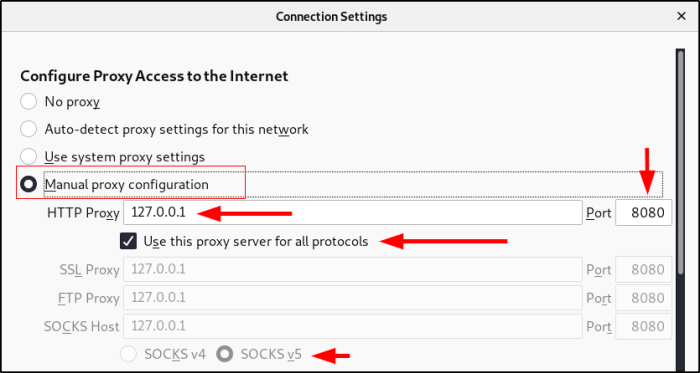 Connection Settings
Configure Proxy Access to the Internet
No proxy
Auto-detect proxy settings for this network
Use system proxy settings
Manual proxy configuration
HTTP Proxy 127.0.0.1 Port 8080
Use this proxy server for all protocols
SSL Proxy 127.0.0.1 Port 8080
FTP Proxy 127.0.0.1 Port 8080
SOCKS Host 127.0.0.1 Port 8080
SOCKS v4 SOCKS v5